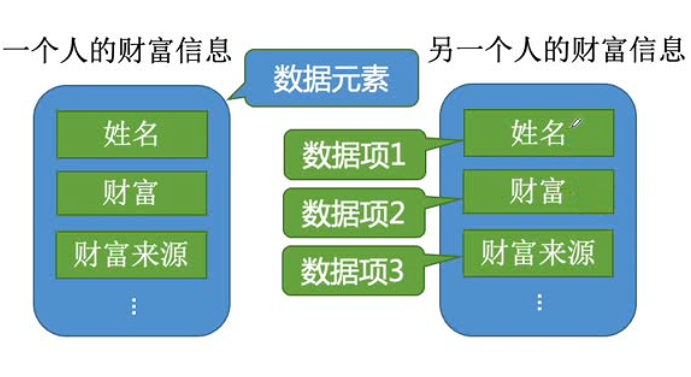 一个人的财富信息
数据元素
另一个人的财富信息
姓名
财富
财富来源
⋮
数据项1
数据项2
数据项3
姓名
财富
财富来源
⋮